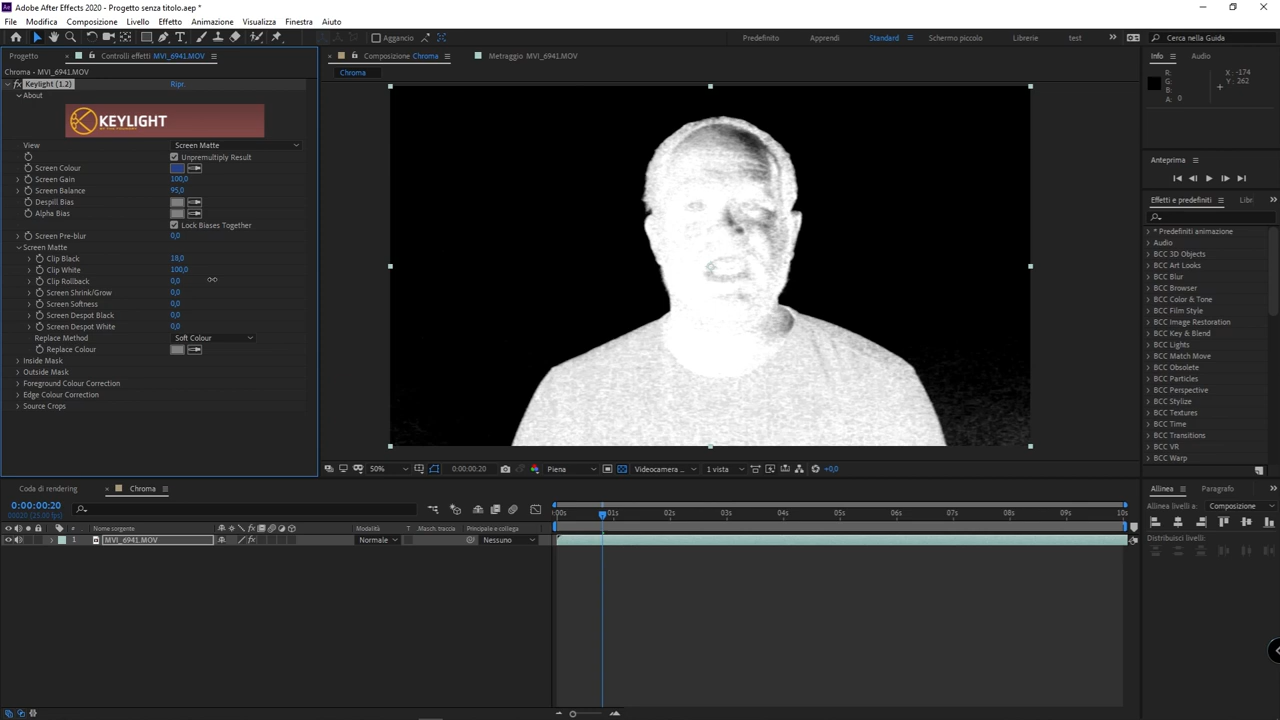 Adobe After Effects 2020 - Progetto senza titolo.aep *
File Modifica Composizione Livello Effetto Animazione Visualizza Finestra Aiuto
Aggancio
Predefinito Apprendi Standard Schermo piccolo Librerie test Cerca nella Guida
Progetto
Controlli effetti MVI_6941.MOV
Composizione Chroma
Metraggio MVI_6941.MOV
Info Audio
Chroma • MVI_6941.MOV
Chroma
Keylight (1.2) Ripr.
About
KEYLIGHT
BY THE FOUNDRY
View Screen Matte
Unpremultiply Result
Screen Colour
Screen Gain 100,0
Screen Balance 95,0
Despill Bias
Alpha Bias
Lock Biases Together
Screen Pre-blur 0,0
Screen Matte
Clip Black 18,0
Clip White 100,0
Clip Rollback 0,0
Screen Shrink/Grow 0,0
Screen Softness 0,0
Screen Despot Black 0,0
Screen Despot White 0,0
Replace Method Soft Colour
Replace Colour
Inside Mask
Outside Mask
Foreground Colour Correction
Edge Colour Correction
Source Crops
50% 0:00:00:20 Piena Videocamera ... 1 vista +0,0
R:
G:
B:
A: 0
X: -174
Y: 262
Anteprima
Effetti e predefiniti Libri
* Predefiniti animazione
Audio
BCC 3D Objects
BCC Art Looks
BCC Blur
BCC Browser
BCC Color & Tone
BCC Film Style
BCC Image Restoration
BCC Key & Blend
BCC Lights
BCC Match Move
BCC Obsolete
BCC Particles
BCC Perspective
BCC Stylize
BCC Textures
BCC Time
BCC Transitions
BCC VR
BCC Warp
Coda di rendering
Chroma
0:00:00:20
00020 (25.00 fps)
Nome sorgente Modalità T .Masch. traccia Principale e collega
1 MVI_6941.MOV Normale Nessuno
:00s 01s 02s 03s 04s 05s 06s 07s 08s 09s 10s
Allinea Paragrafo
Allinea livelli a: Composizione
Distribuisci livelli: